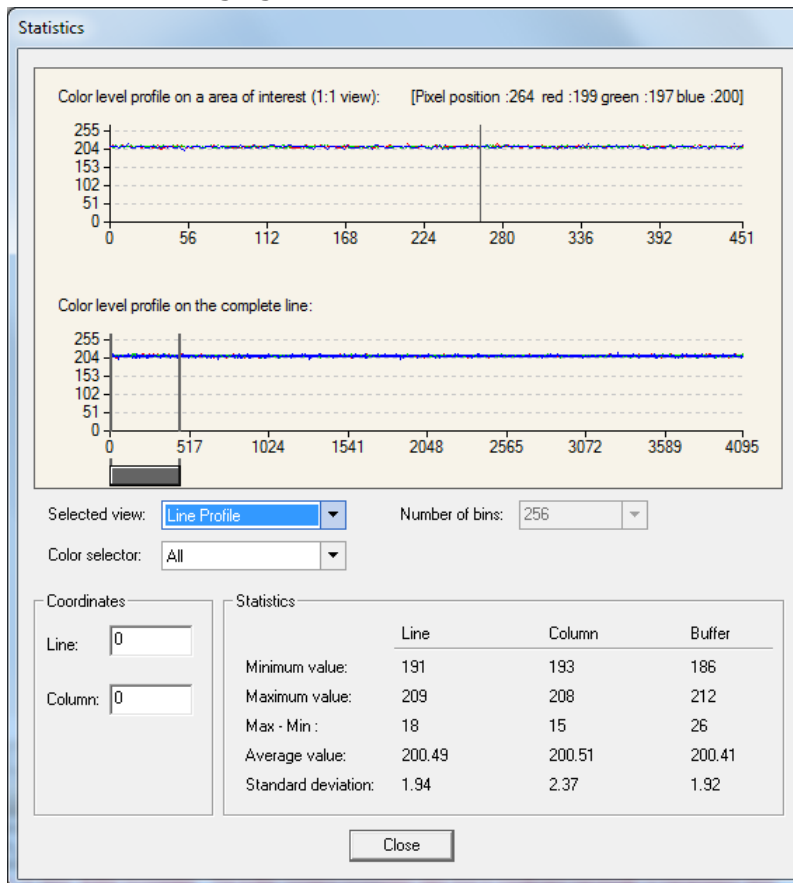 Statistics
Color level profile on a area of interest (1:1 view): [Pixel position :264 red :199 green :197 blue :200]
255
204
153
102
51
0
0 56 112 168 224 280 336 392 451
Color level profile on the complete line:
255
204
153
102
51
0
0 517 1024 1541 2048 2565 3072 3589 4095
Selected view: Line Profile Number of bins: 256
Color selector: All
Coordinates Statistics
Line Column Buffer
Line: 0
Minimum value: 191 193 186
Column: 0 Maximum value: 209 208 212
Max - Min : 18 15 26
Average value: 200.49 200.51 200.41
Standard deviation: 1.94 2.37 1.92
Close